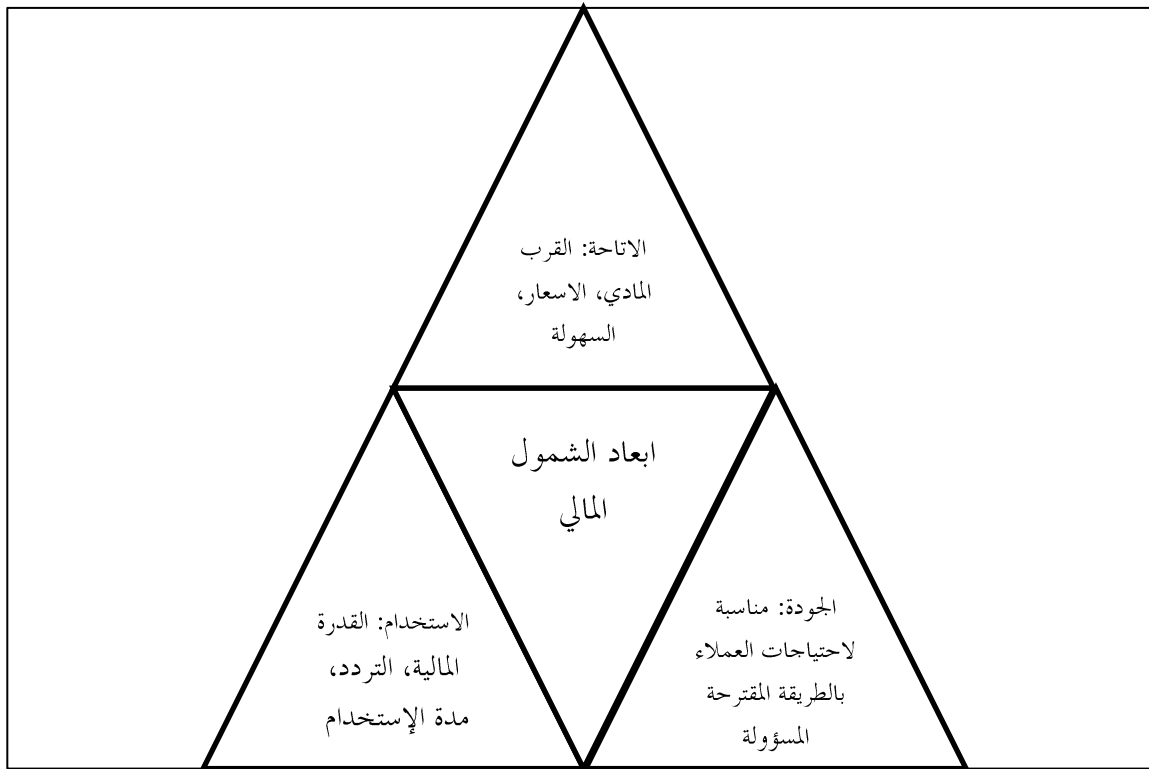 الاتاحة: القرب
المادي، الاسعار،
السهولة
ابعاد الشمول
المالي
الجودة: مناسبة
لاحتياجات العملاء
بالطريقة المقترحة
المسؤولة
الاستخدام: القدرة
المالية، التردد،
مدة الإستخدام